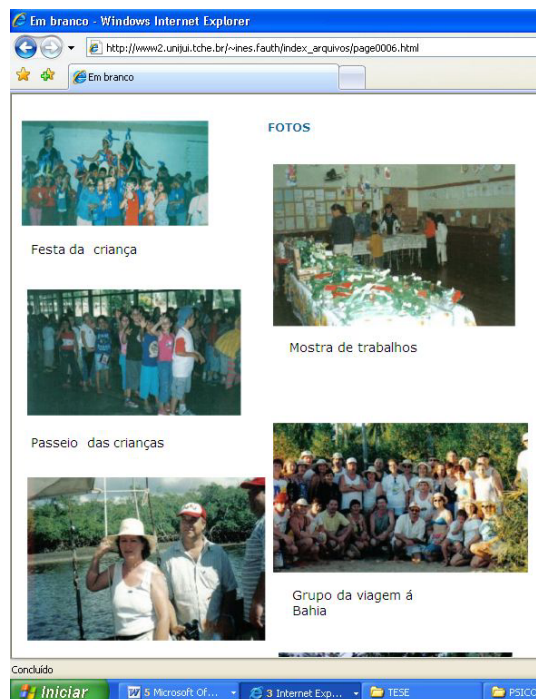 Em branco - Windows Internet Explorer
http://www2.unijui.tche.br/~ines.fauth/index_arquivos/page0006.html
Em branco
FOTOS
Festa da criança
Mostra de trabalhos
Passeio das crianças
Grupo da viagem á
Bahia
Concluído
Iniciar
5 Microsoft Of...
3 Internet Exp...
TESE
PSICO